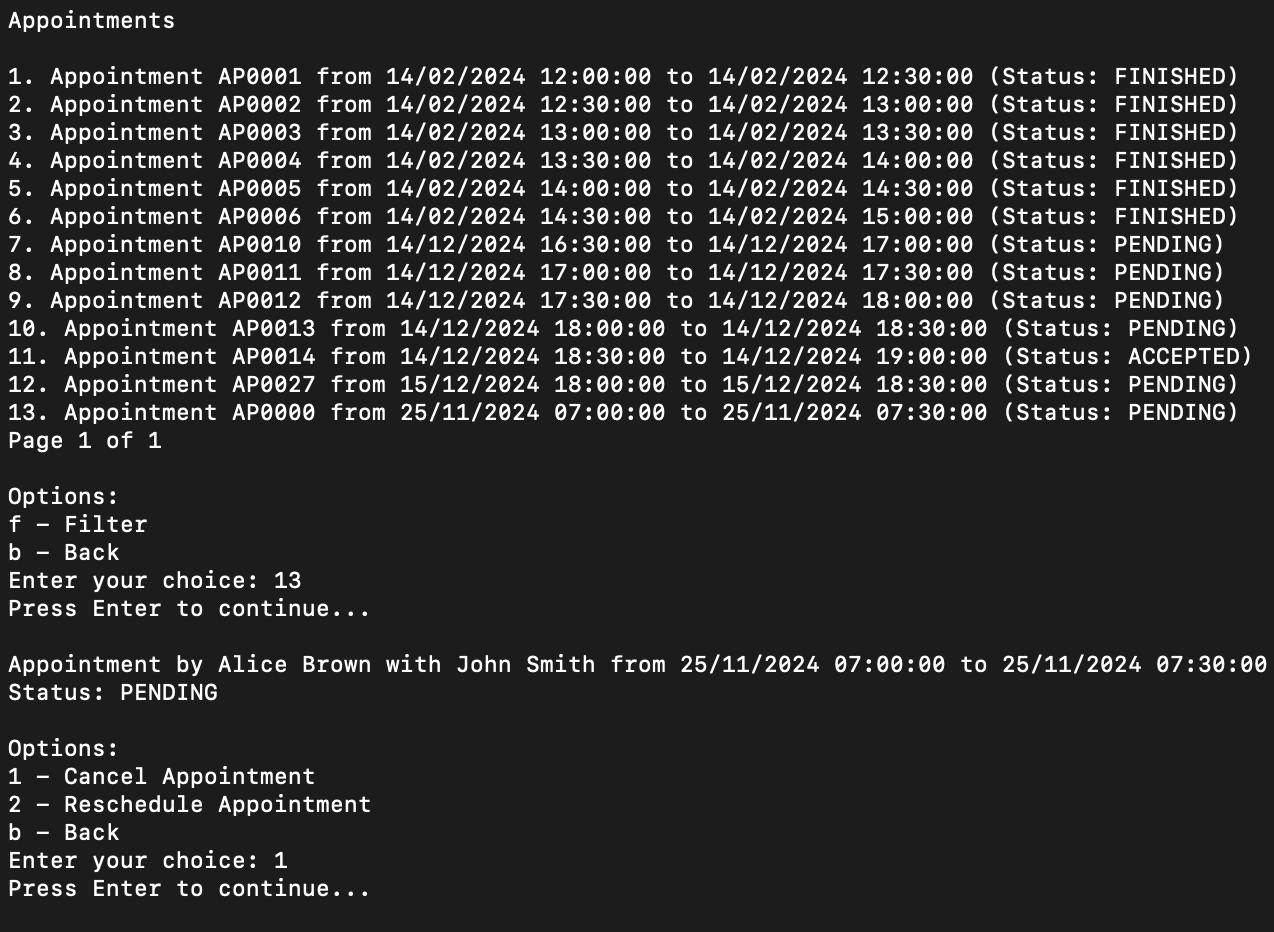 Appointments
1. Appointment AP0001 from 14/02/2024 12:00:00 to 14/02/2024 12:30:00 (Status: FINISHED)
2. Appointment AP0002 from 14/02/2024 12:30:00 to 14/02/2024 13:00:00 (Status: FINISHED)
3. Appointment AP0003 from 14/02/2024 13:00:00 to 14/02/2024 13:30:00 (Status: FINISHED)
4. Appointment AP0004 from 14/02/2024 13:30:00 to 14/02/2024 14:00:00 (Status: FINISHED)
5. Appointment AP0005 from 14/02/2024 14:00:00 to 14/02/2024 14:30:00 (Status: FINISHED)
6. Appointment AP0006 from 14/02/2024 14:30:00 to 14/02/2024 15:00:00 (Status: FINISHED)
7. Appointment AP0010 from 14/12/2024 16:30:00 to 14/12/2024 17:00:00 (Status: PENDING)
8. Appointment AP0011 from 14/12/2024 17:00:00 to 14/12/2024 17:30:00 (Status: PENDING)
9. Appointment AP0012 from 14/12/2024 17:30:00 to 14/12/2024 18:00:00 (Status: PENDING)
10. Appointment AP0013 from 14/12/2024 18:00:00 to 14/12/2024 18:30:00 (Status: PENDING)
11. Appointment AP0014 from 14/12/2024 18:30:00 to 14/12/2024 19:00:00 (Status: ACCEPTED)
12. Appointment AP0027 from 15/12/2024 18:00:00 to 15/12/2024 18:30:00 (Status: PENDING)
13. Appointment AP0000 from 25/11/2024 07:00:00 to 25/11/2024 07:30:00 (Status: PENDING)
Page 1 of 1
Options:
f – Filter
b – Back
Enter your choice: 13
Press Enter to continue...
Appointment by Alice Brown with John Smith from 25/11/2024 07:00:00 to 25/11/2024 07:30:00
Status: PENDING
Options:
1 – Cancel Appointment
2 – Reschedule Appointment
b – Back
Enter your choice: 1
Press Enter to continue...